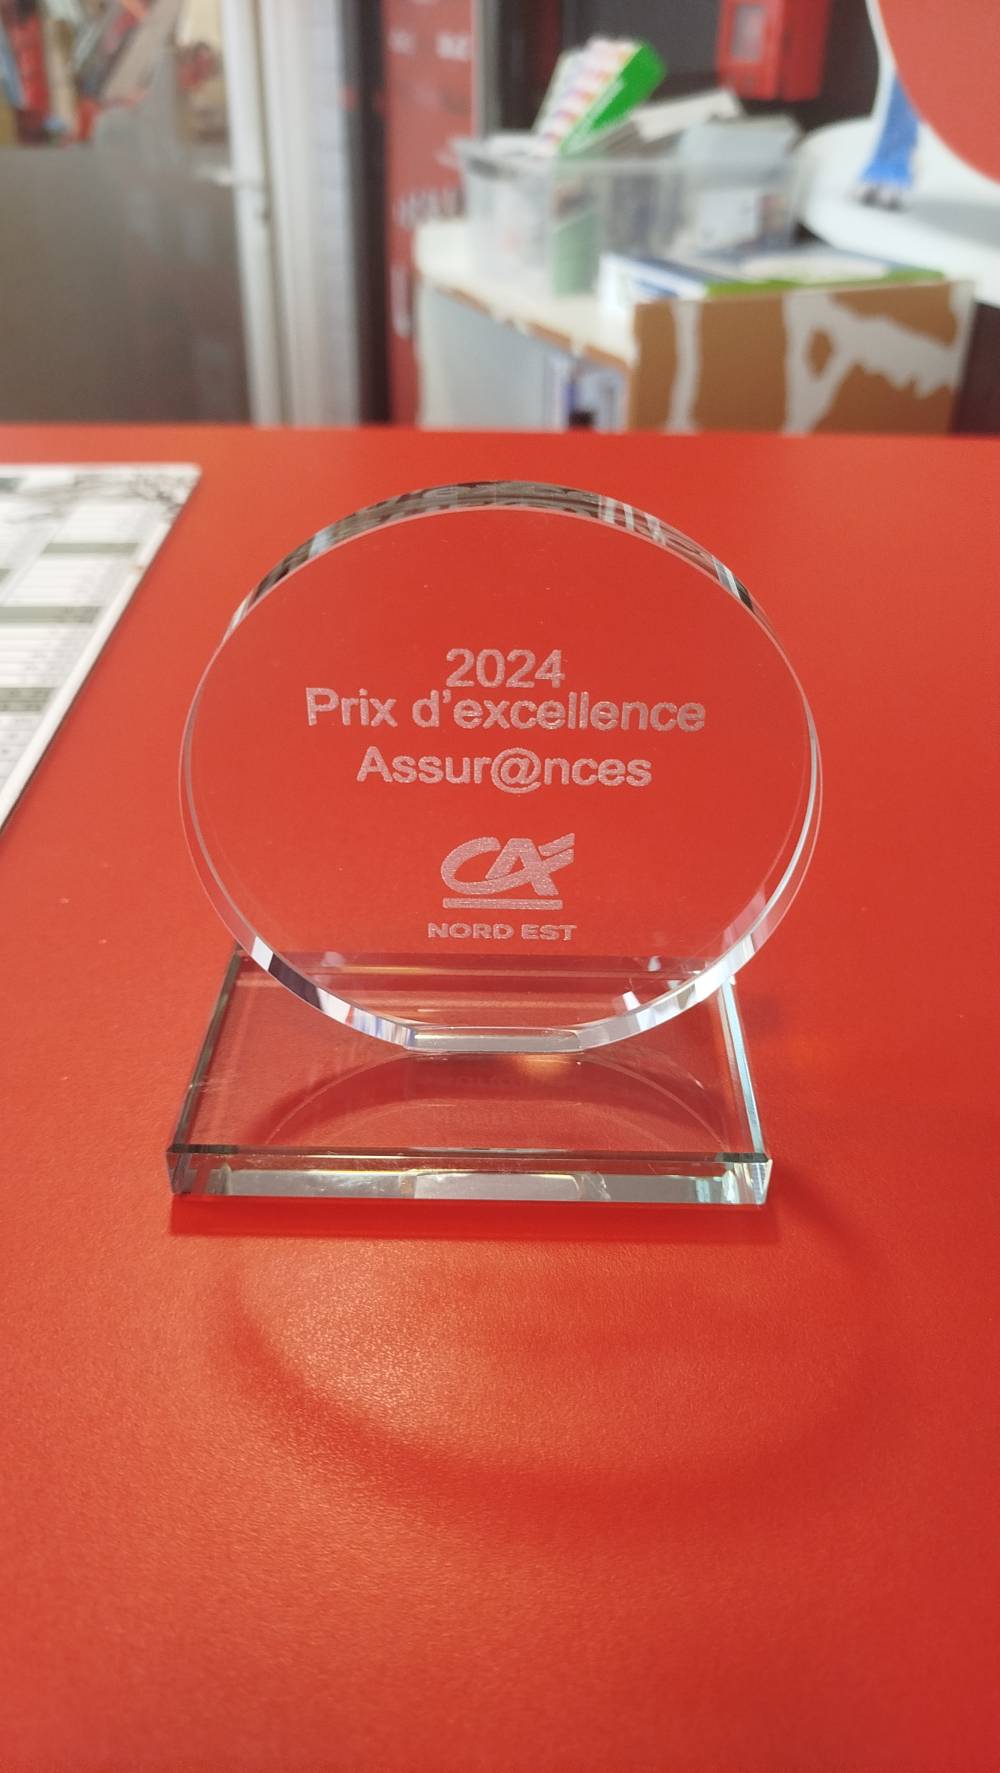 2024
Prix d'excellence
Assur@nces
CA
NORD EST